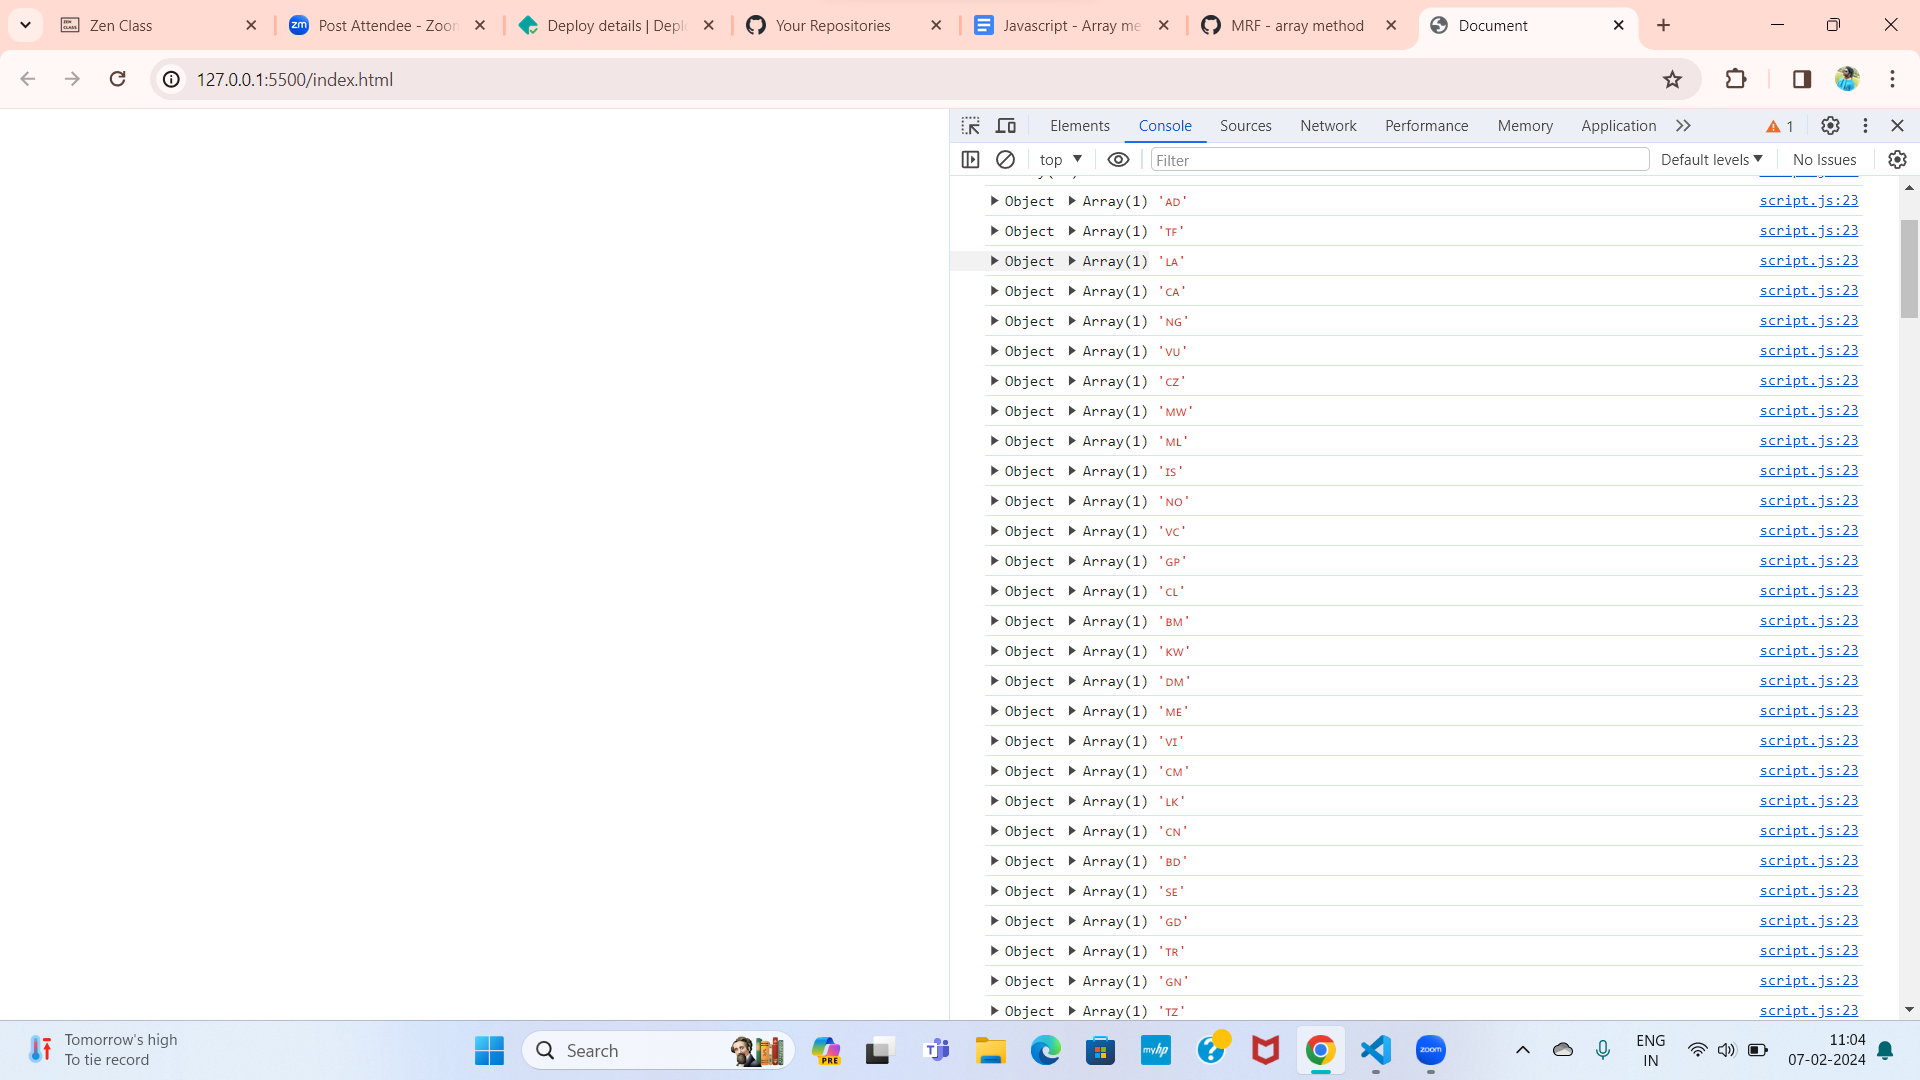 Zen Class
Post Attendee - Zoom
Deploy details | Deplo
Your Repositories
Javascript - Array me
MRF - array method
Document
127.0.0.1:5500/index.html
Elements Console Sources Network Performance Memory Application 1
top Filter Default levels No Issues
Object Array(1) 'AD' script.js:23
Object Array(1) 'TF' script.js:23
Object Array(1) 'LA' script.js:23
Object Array(1) 'CA' script.js:23
Object Array(1) 'NG' script.js:23
Object Array(1) 'VU' script.js:23
Object Array(1) 'CZ' script.js:23
Object Array(1) 'MW' script.js:23
Object Array(1) 'ML' script.js:23
Object Array(1) 'IS' script.js:23
Object Array(1) 'NO' script.js:23
Object Array(1) 'VC' script.js:23
Object Array(1) 'GP' script.js:23
Object Array(1) 'CL' script.js:23
Object Array(1) 'BM' script.js:23
Object Array(1) 'KW' script.js:23
Object Array(1) 'DM' script.js:23
Object Array(1) 'ME' script.js:23
Object Array(1) 'VI' script.js:23
Object Array(1) 'CM' script.js:23
Object Array(1) 'LK' script.js:23
Object Array(1) 'CN' script.js:23
Object Array(1) 'BD' script.js:23
Object Array(1) 'SE' script.js:23
Object Array(1) 'GD' script.js:23
Object Array(1) 'TR' script.js:23
Object Array(1) 'GN' script.js:23
Object Array(1) 'TZ' script.js:23
Tomorrow's high
To tie record
Search
PRE
myhp
zoom
ENG
IN
11:04
07-02-2024